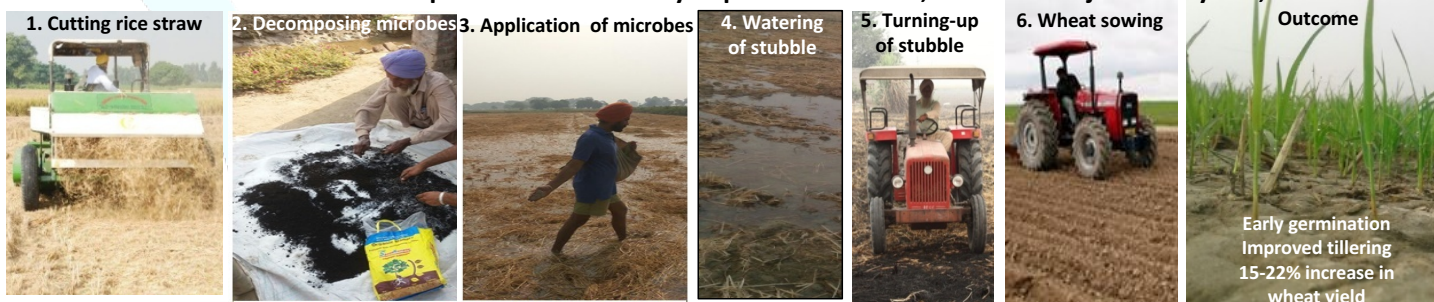 1. Cutting rice straw
2. Decomposing microbes
3. Application of microbes
4. Watering
of stubble
5. Turning-up
of stubble
6. Wheat sowing
Outcome
Early germination
Improved tillering
15-22% increase in
wheat yield